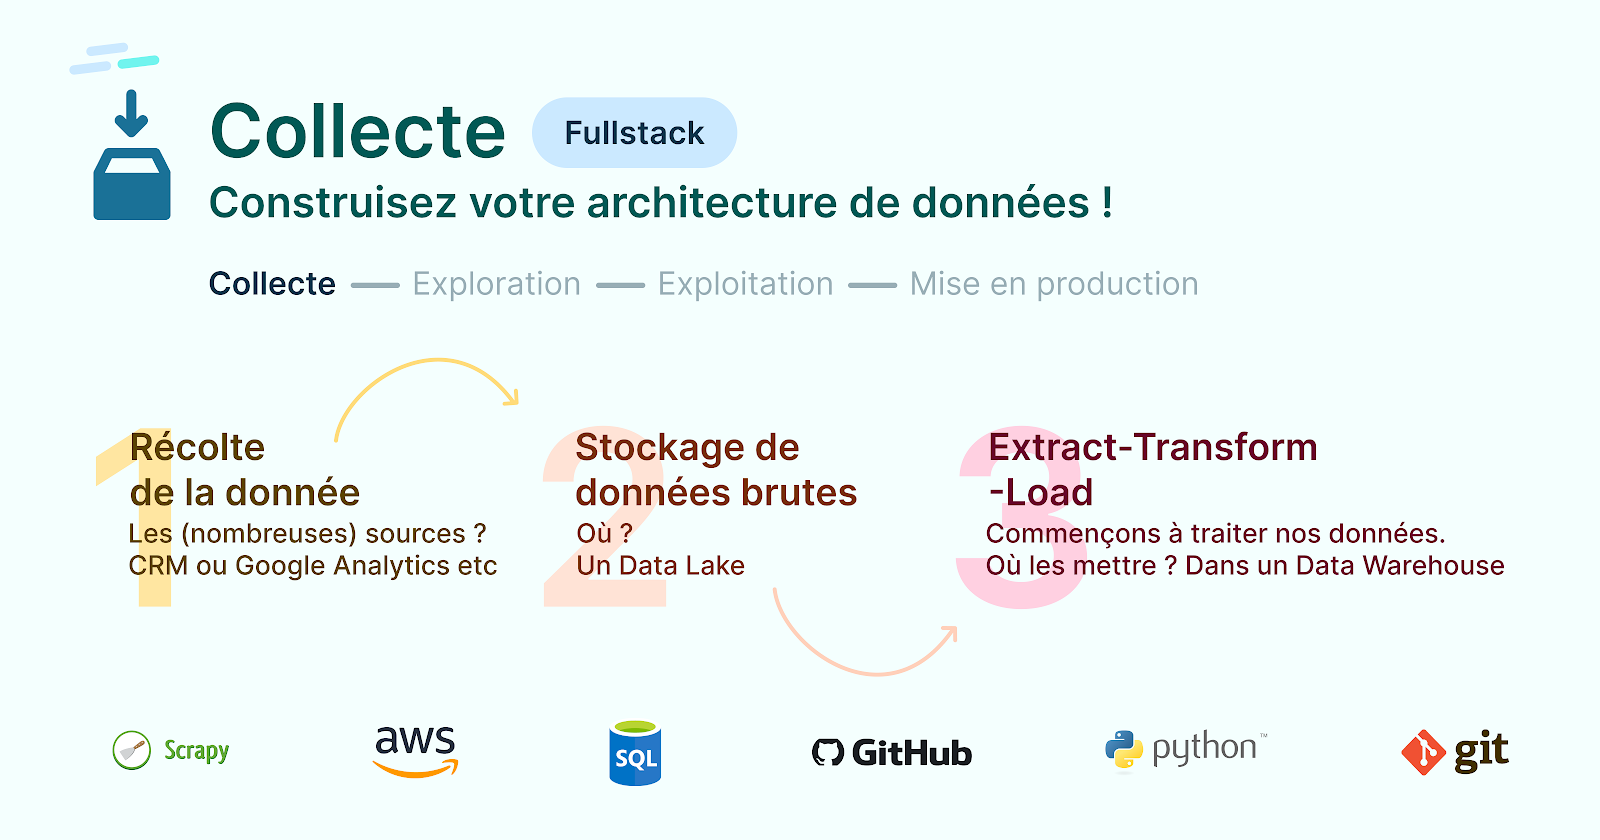 Collecte
Fullstack
Construisez votre architecture de données !
Collecte — Exploration — Exploitation — Mise en production
1
Récolte
de la donnée
Les (nombreuses) sources ?
CRM ou Google Analytics etc
2
Stockage de
données brutes
Où ?
Un Data Lake
3
Extract-Transform
-Load
Commençons à traiter nos données.
Où les mettre ? Dans un Data Warehouse
Scrapy
aws
SQL
GitHub
python™
git